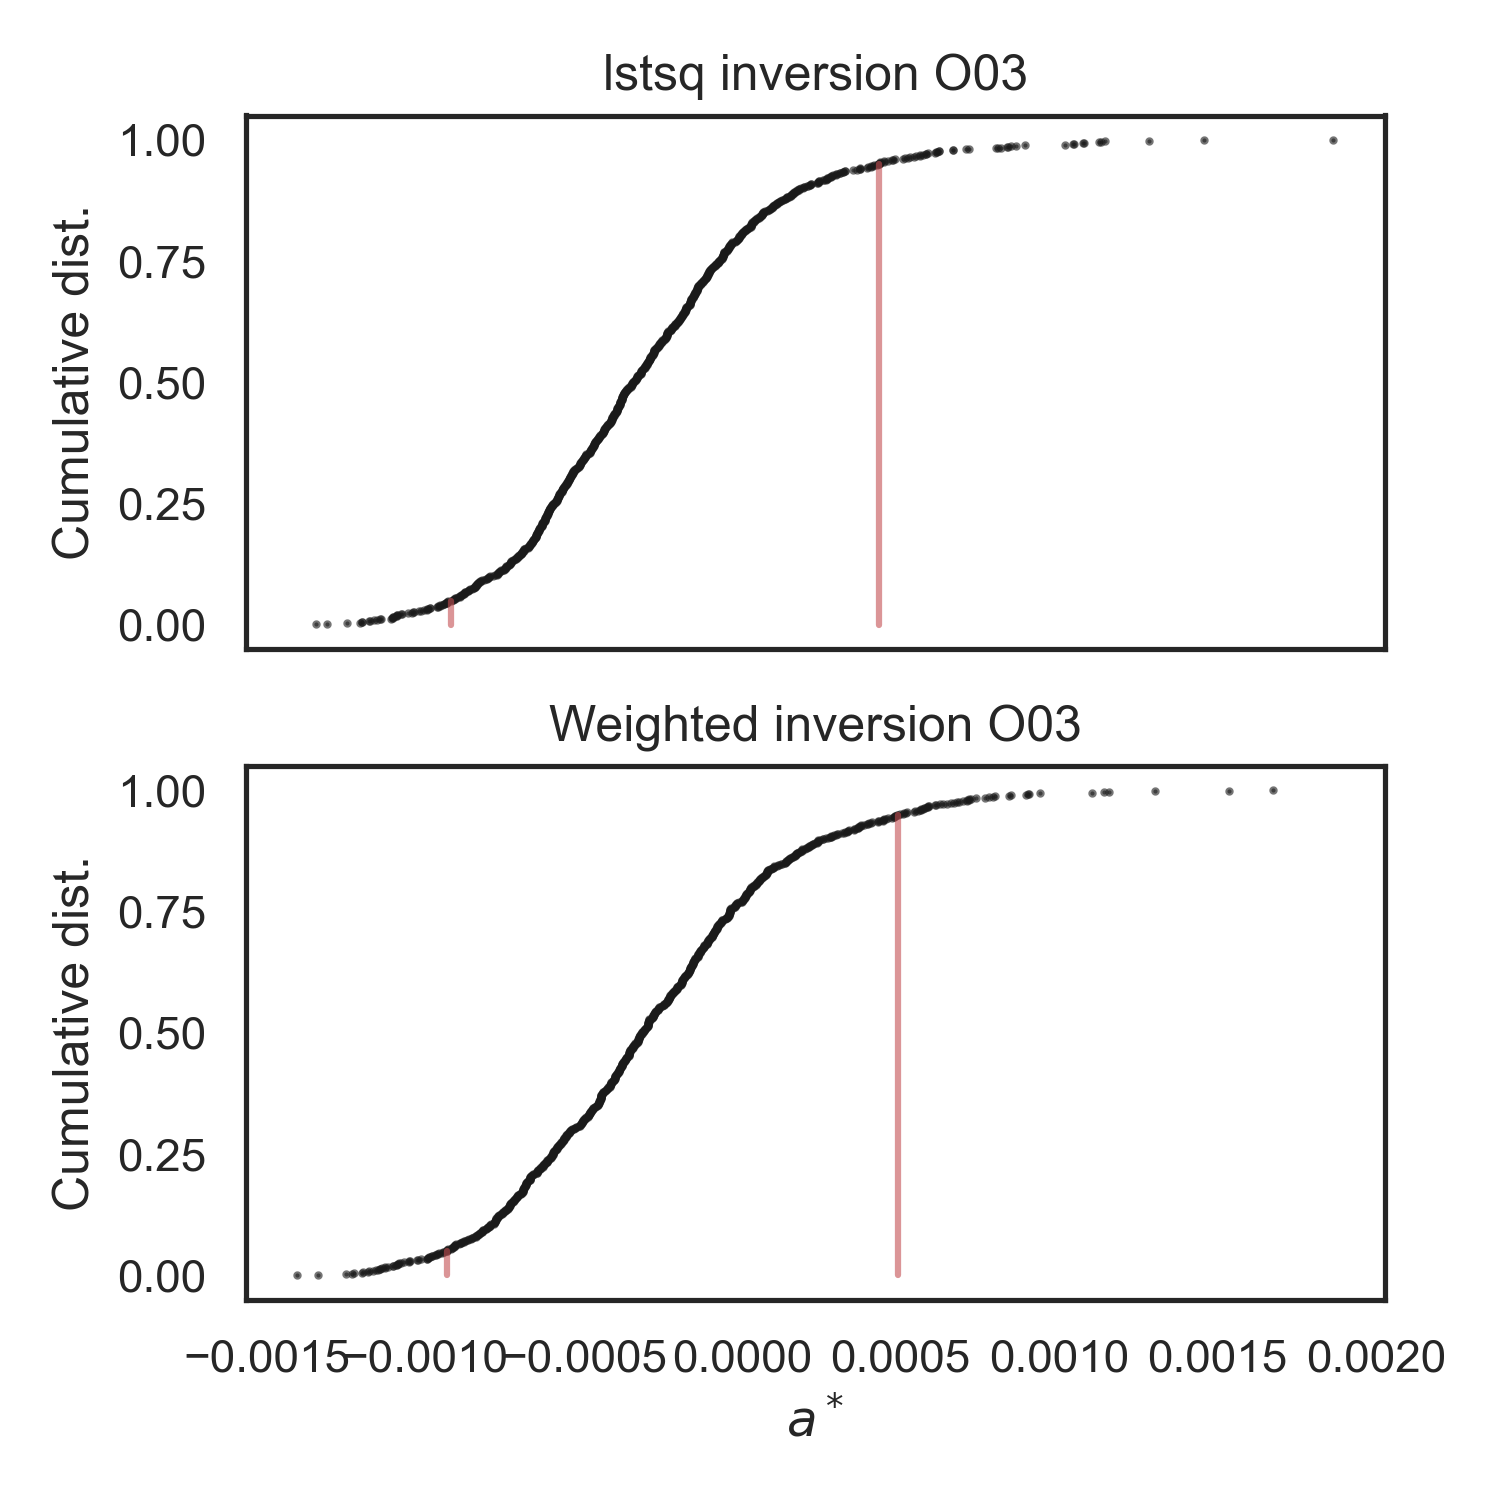 lstsq inversion O03
1.00
0.75
0.50
0.25
0.00
Cumulative dist.
Weighted inversion O03
1.00
0.75
0.50
0.25
0.00
Cumulative dist.
−0.0015 −0.0010 −0.0005 0.0000 0.0005 0.0010 0.0015 0.0020
a*